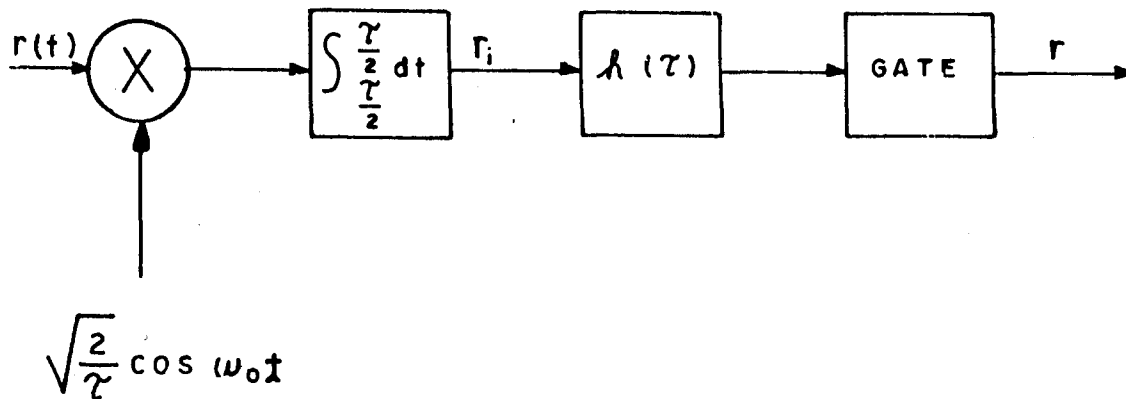 r(t)
X
∫ τ/2 τ/2 dt
r_i
h(τ)
GATE
r
√(2/τ) cos ω₀t